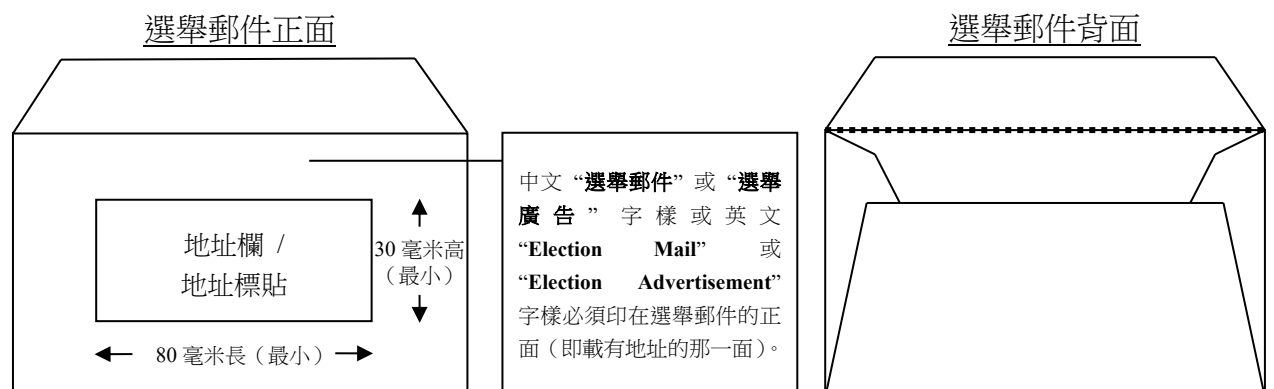 選舉郵件正面
選舉郵件背面
地址欄 /
地址標貼
30 毫米高
（最小）
80 毫米長（最小）
中文 “選舉郵件” 或 “選舉
廣告” 字樣或英文
“Election Mail” 或
“Election Advertisement”
字樣必須印在選舉郵件的正
面（即載有地址的那一面）。